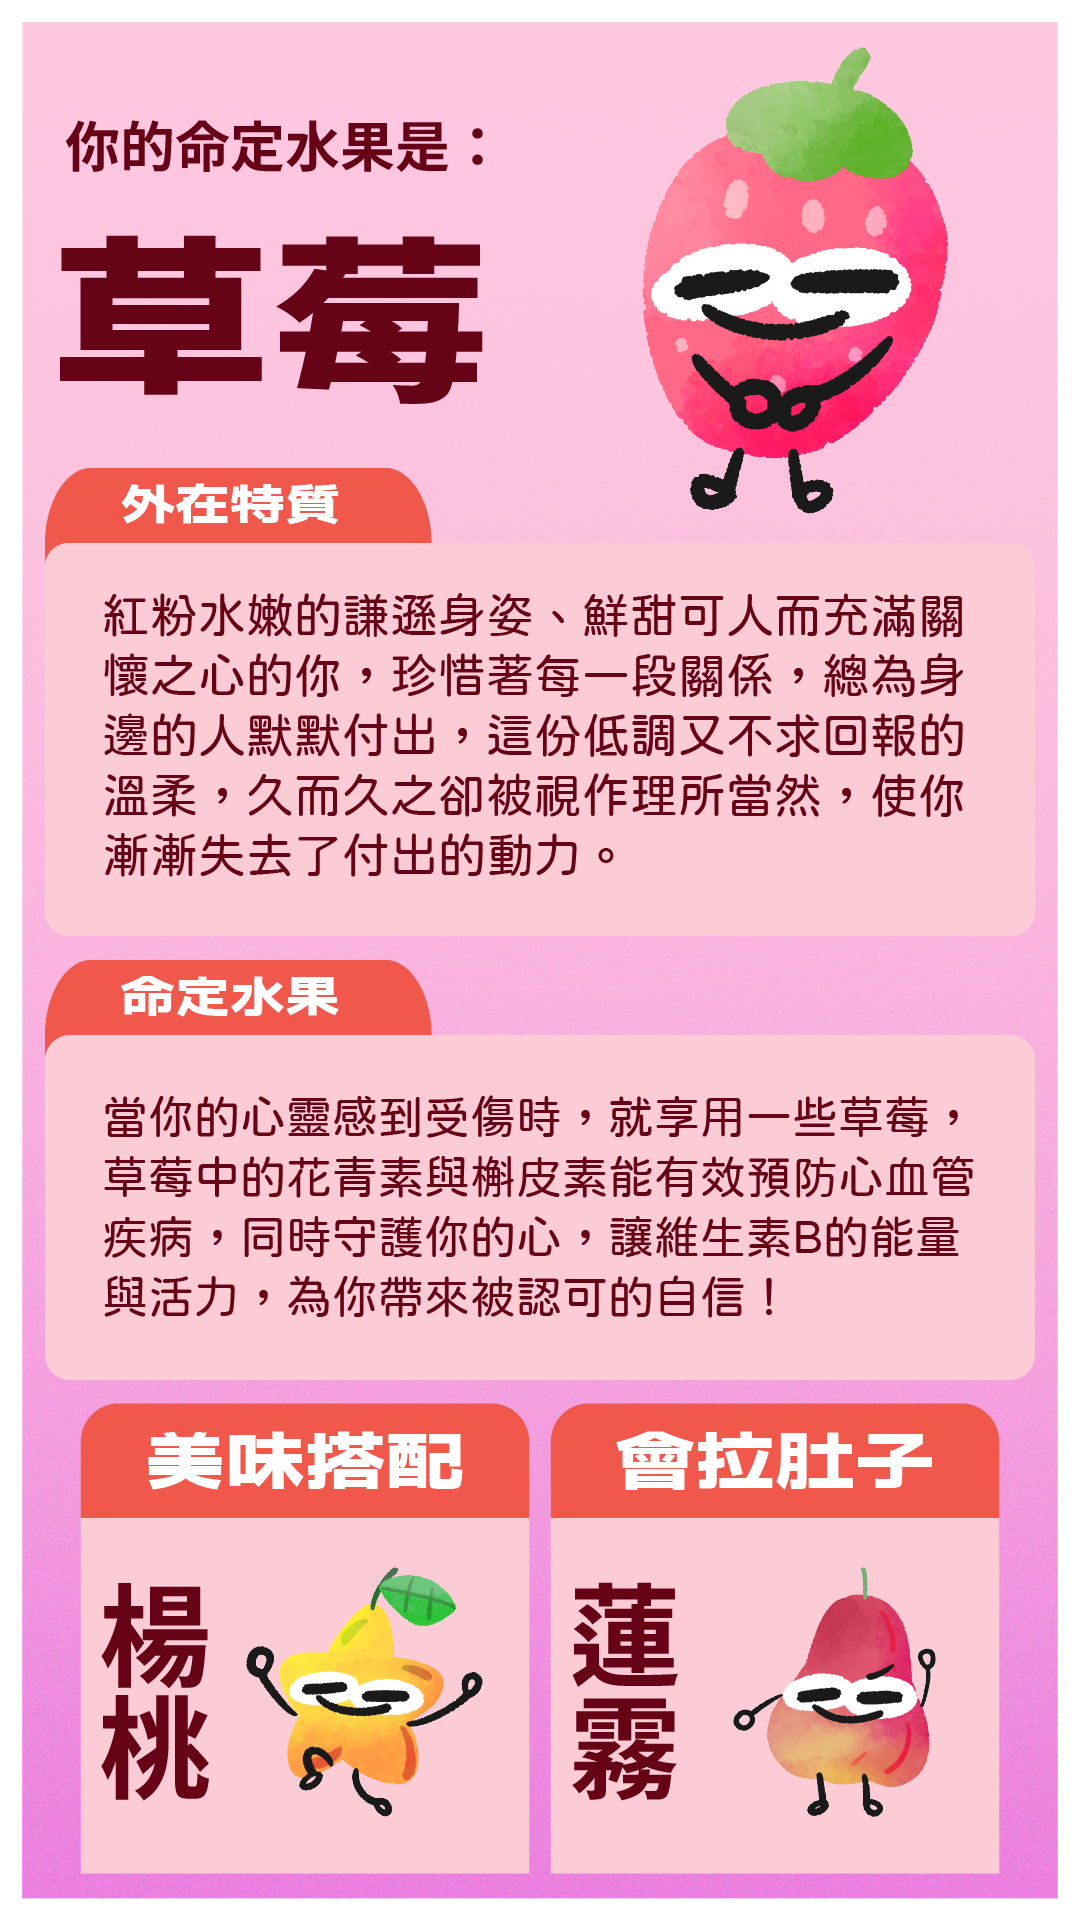 你的命定水果是：
草莓
外在特質
紅粉水嫩的謙遜身姿、鮮甜可人而充滿關
懷之心的你，珍惜著每一段關係，總為身
邊的人默默付出，這份低調又不求回報的
溫柔，久而久之卻被視作理所當然，使你
漸漸失去了付出的動力。
命定水果
當你的心靈感到受傷時，就享用一些草莓，
草莓中的花青素與槲皮素能有效預防心血管
疾病，同時守護你的心，讓維生素B的能量
與活力，為你帶來被認可的自信！
美味搭配
楊桃
會拉肚子
蓮霧